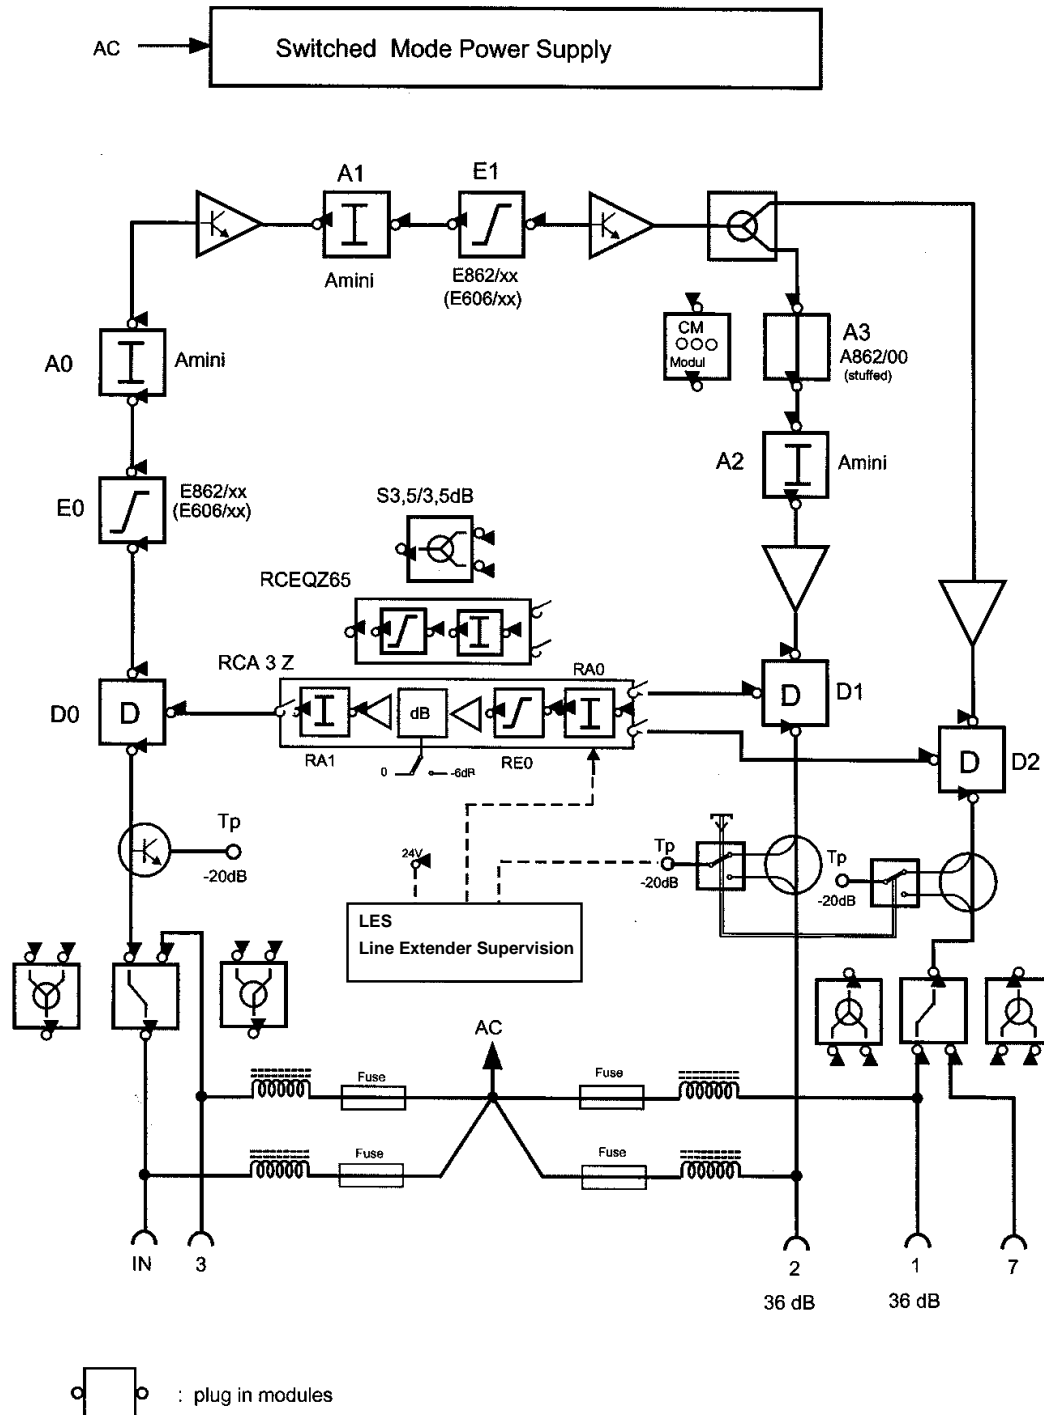 AC
Switched Mode Power Supply
A1
E1
Amini
E862/xx
(E606/xx)
A0
Amini
CM
Modul
A3
A862/00
(stuffed)
A2
Amini
E0
E862/xx
(E606/xx)
S3,5/3,5dB
RCEQZ65
RCA 3 Z
RA0
D0
D
dB
D
D1
RA1
0
-6dB
RE0
D
D2
Tp
-20dB
24V
Tp
-20dB
Tp
-20dB
LES
Line Extender Supervision
AC
Fuse
Fuse
Fuse
Fuse
IN
3
2
1
7
36 dB
36 dB
: plug in modules